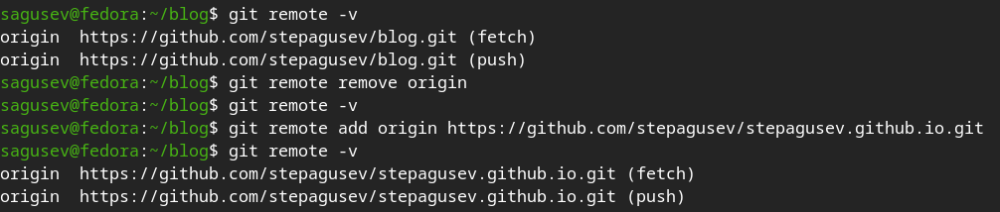 sagusev@fedora:~/blog$ git remote -v
origin  https://github.com/stepagusev/blog.git (fetch)
origin  https://github.com/stepagusev/blog.git (push)
sagusev@fedora:~/blog$ git remote remove origin
sagusev@fedora:~/blog$ git remote -v
sagusev@fedora:~/blog$ git remote add origin https://github.com/stepagusev/stepagusev.github.io.git
sagusev@fedora:~/blog$ git remote -v
origin  https://github.com/stepagusev/stepagusev.github.io.git (fetch)
origin  https://github.com/stepagusev/stepagusev.github.io.git (push)